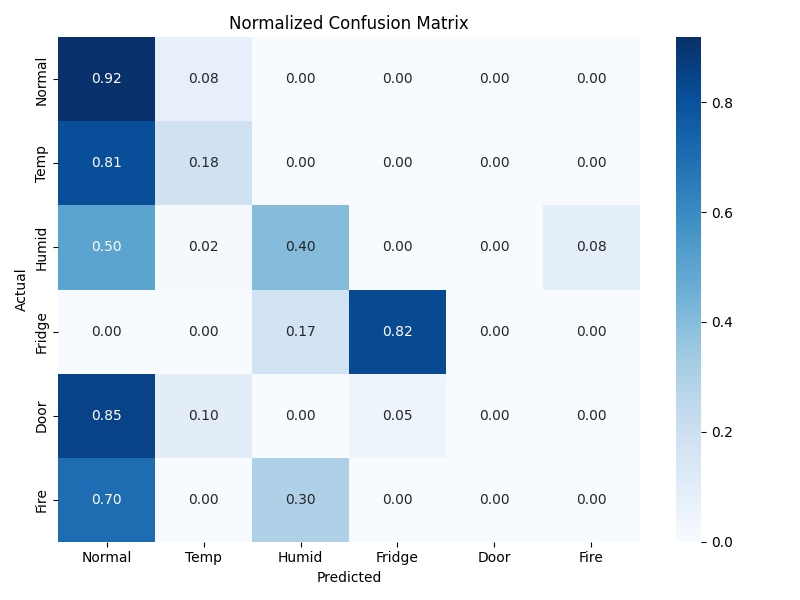 Normalized Confusion Matrix
Actual
Normal 0.92 0.08 0.00 0.00 0.00 0.00
Temp 0.81 0.18 0.00 0.00 0.00 0.00
Humid 0.50 0.02 0.40 0.00 0.00 0.08
Fridge 0.00 0.00 0.17 0.82 0.00 0.00
Door 0.85 0.10 0.00 0.05 0.00 0.00
Fire 0.70 0.00 0.30 0.00 0.00 0.00
Normal Temp Humid Fridge Door Fire
Predicted
0.8
0.6
0.4
0.2
0.0